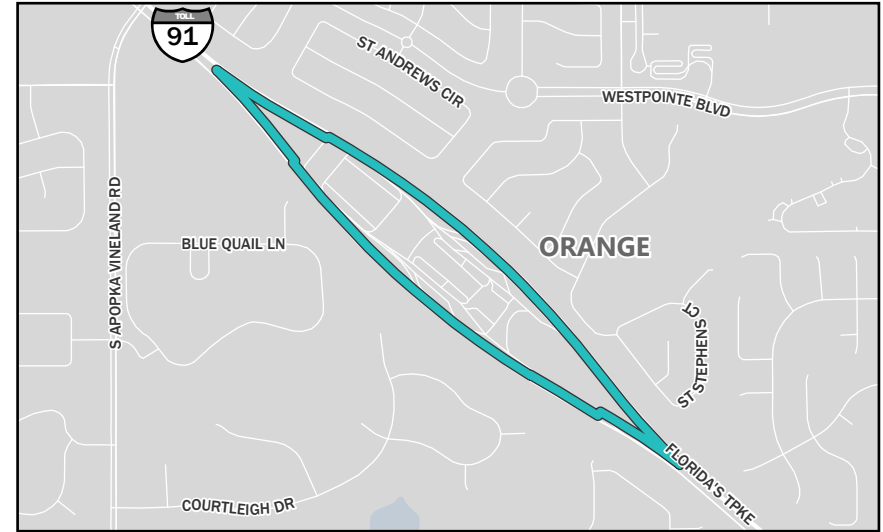 TOLL
91
ST ANDREWS CIR
WESTPOINTE BLVD
S APOPKA VINELAND RD
BLUE QUAIL LN
ORANGE
ST STEPHENS CT
FLORIDA'S TPKE
COURTLEIGH DR